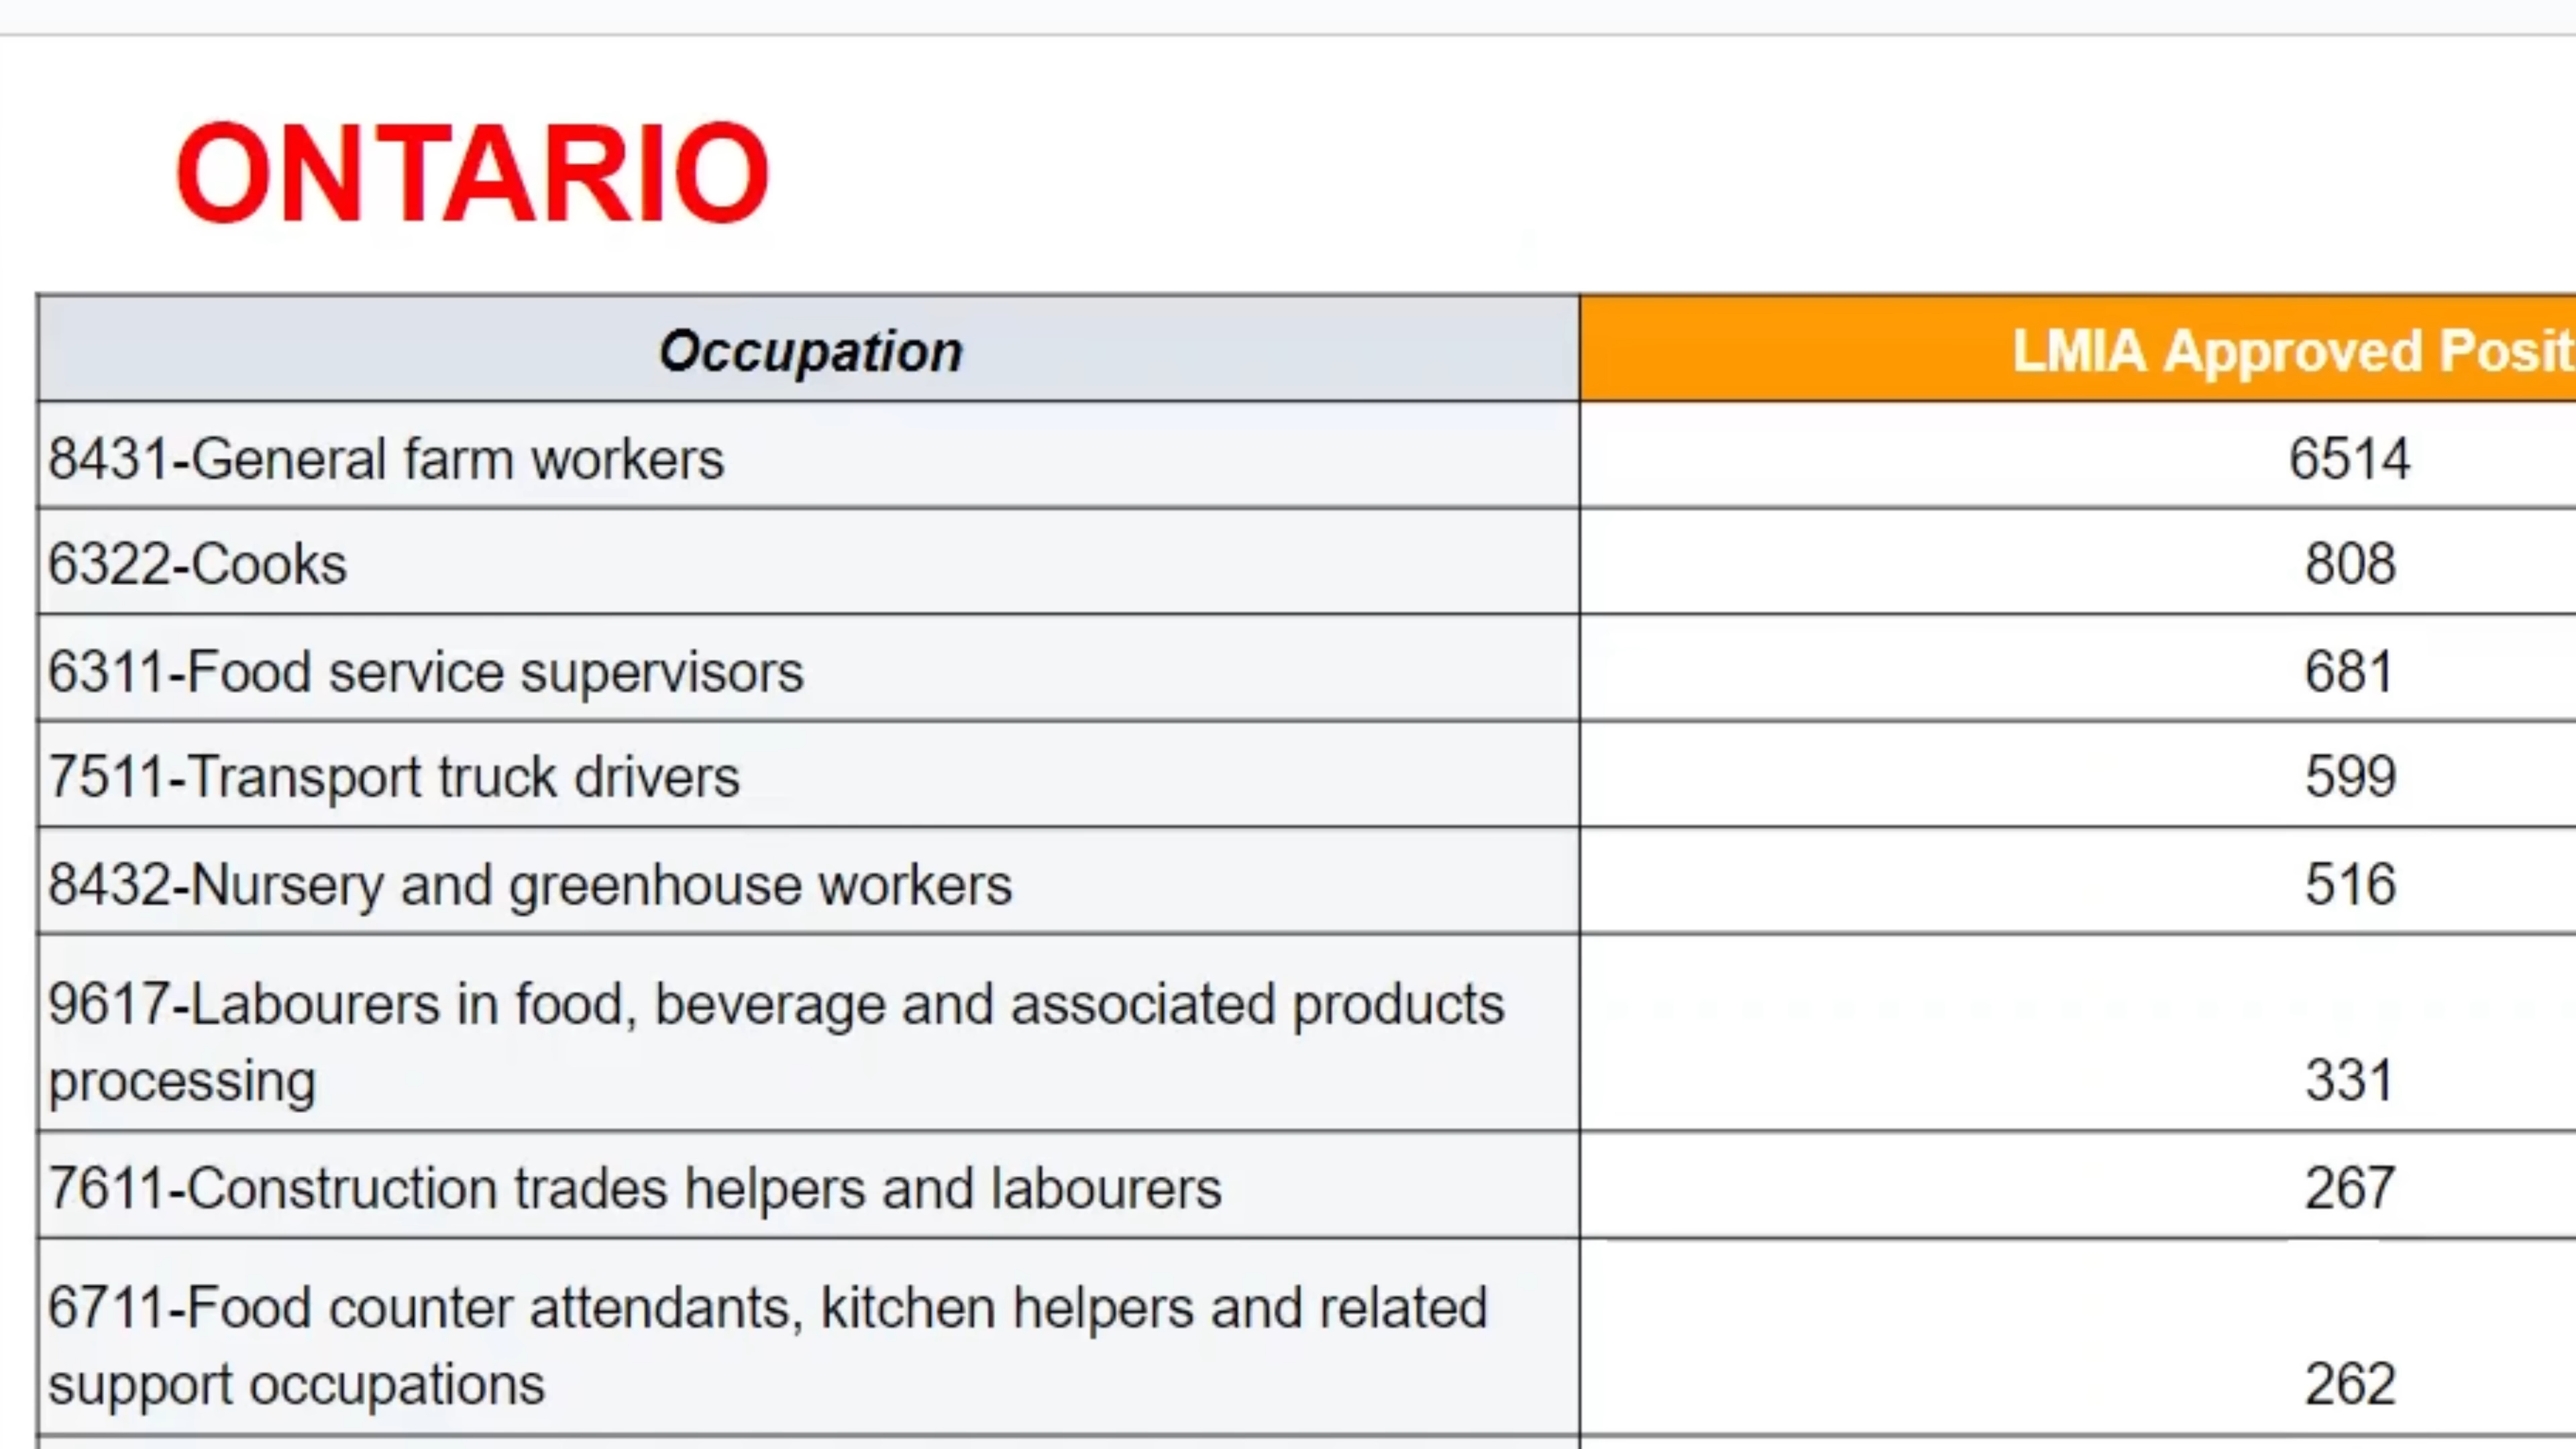 ONTARIO
Occupation LMIA Approved Posit
8431-General farm workers 6514
6322-Cooks 808
6311-Food service supervisors 681
7511-Transport truck drivers 599
8432-Nursery and greenhouse workers 516
9617-Labourers in food, beverage and associated products
processing 331
7611-Construction trades helpers and labourers 267
6711-Food counter attendants, kitchen helpers and related
support occupations 262